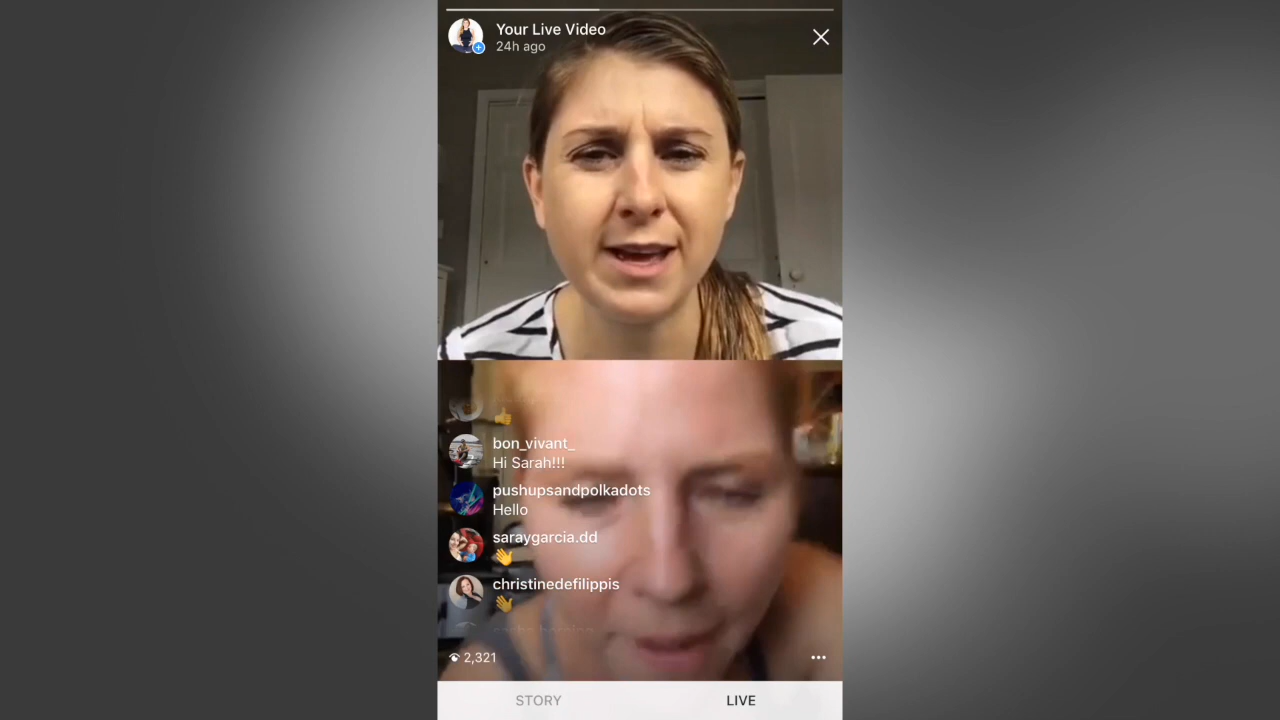 Your Live Video
24h ago
👍
bon_vivant_
Hi Sarah!!!
pushupsandpolkadots
Hello
saraygarcia.dd
👋
christinedefilippis
👋
2,321
STORY
LIVE